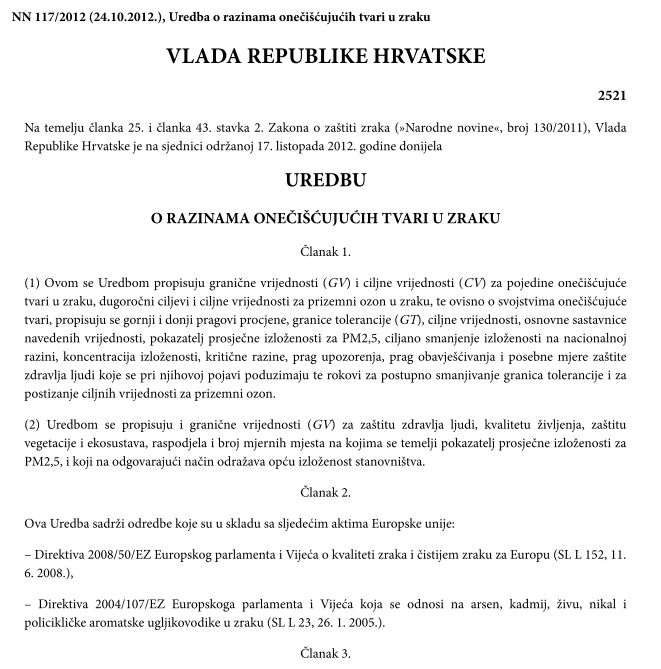 NN 117/2012 (24.10.2012.), Uredba o razinama onečišćujućih tvari u zraku
VLADA REPUBLIKE HRVATSKE
2521
Na temelju članka 25. i članka 43. stavka 2. Zakona o zaštiti zraka (»Narodne novine«, broj 130/2011), Vlada
Republike Hrvatske je na sjednici održanoj 17. listopada 2012. godine donijela
UREDBU
O RAZINAMA ONEČIŠĆUJUĆIH TVARI U ZRAKU
Članak 1.
(1) Ovom se Uredbom propisuju granične vrijednosti (GV) i ciljne vrijednosti (CV) za pojedine onečišćujuće
tvari u zraku, dugoročni ciljevi i ciljne vrijednosti za prizemni ozon u zraku, te ovisno o svojstvima onečišćujuće
tvari, propisuju se gornji i donji pragovi procjene, granice tolerancije (GT), ciljne vrijednosti, osnovne sastavnice
navedenih vrijednosti, pokazatelj prosječne izloženosti za PM2,5, ciljano smanjenje izloženosti na nacionalnoj
razini, koncentracija izloženosti, kritične razine, prag upozorenja, prag obavješćivanja i posebne mjere zaštite
zdravlja ljudi koje se pri njihovoj pojavi poduzimaju te rokovi za postupno smanjivanje granica tolerancije i za
postizanje ciljnih vrijednosti za prizemni ozon.
(2) Uredbom se propisuju i granične vrijednosti (GV) za zaštitu zdravlja ljudi, kvalitetu življenja, zaštitu
vegetacije i ekosustava, raspodjela i broj mjernih mjesta na kojima se temelji pokazatelj prosječne izloženosti za
PM2,5, i koji na odgovarajući način odražava opću izloženost stanovništva.
Članak 2.
Ova Uredba sadrži odredbe koje su u skladu sa sljedećim aktima Europske unije:
– Direktiva 2008/50/EZ Europskog parlamenta i Vijeća o kvaliteti zraka i čistijem zraku za Europu (SL L 152, 11.
6. 2008.),
– Direktiva 2004/107/EZ Europskoga parlamenta i Vijeća koja se odnosi na arsen, kadmij, živu, nikal i
policikličke aromatske ugljikovodike u zraku (SL L 23, 26. 1. 2005.).
Članak 3.